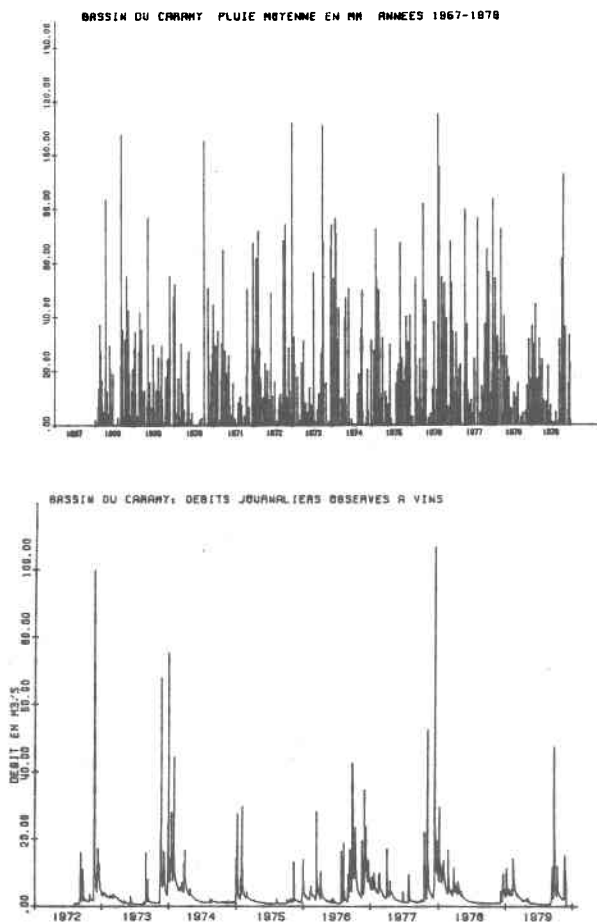 BASSIN DU CARAMY PLUIE MOYENNE EN MM ANNEES 1967-1979
140.00
120.00
100.00
80.00
60.00
40.00
20.00
.00
1967 1968 1969 1970 1971 1972 1973 1974 1975 1976 1977 1978 1979
BASSIN DU CARAMY: DEBITS JOURNALIERS OBSERVES A VINS
DEBIT EN M3/S
100.00
80.00
60.00
40.00
20.00
.00
1972 1973 1974 1975 1976 1977 1978 1979